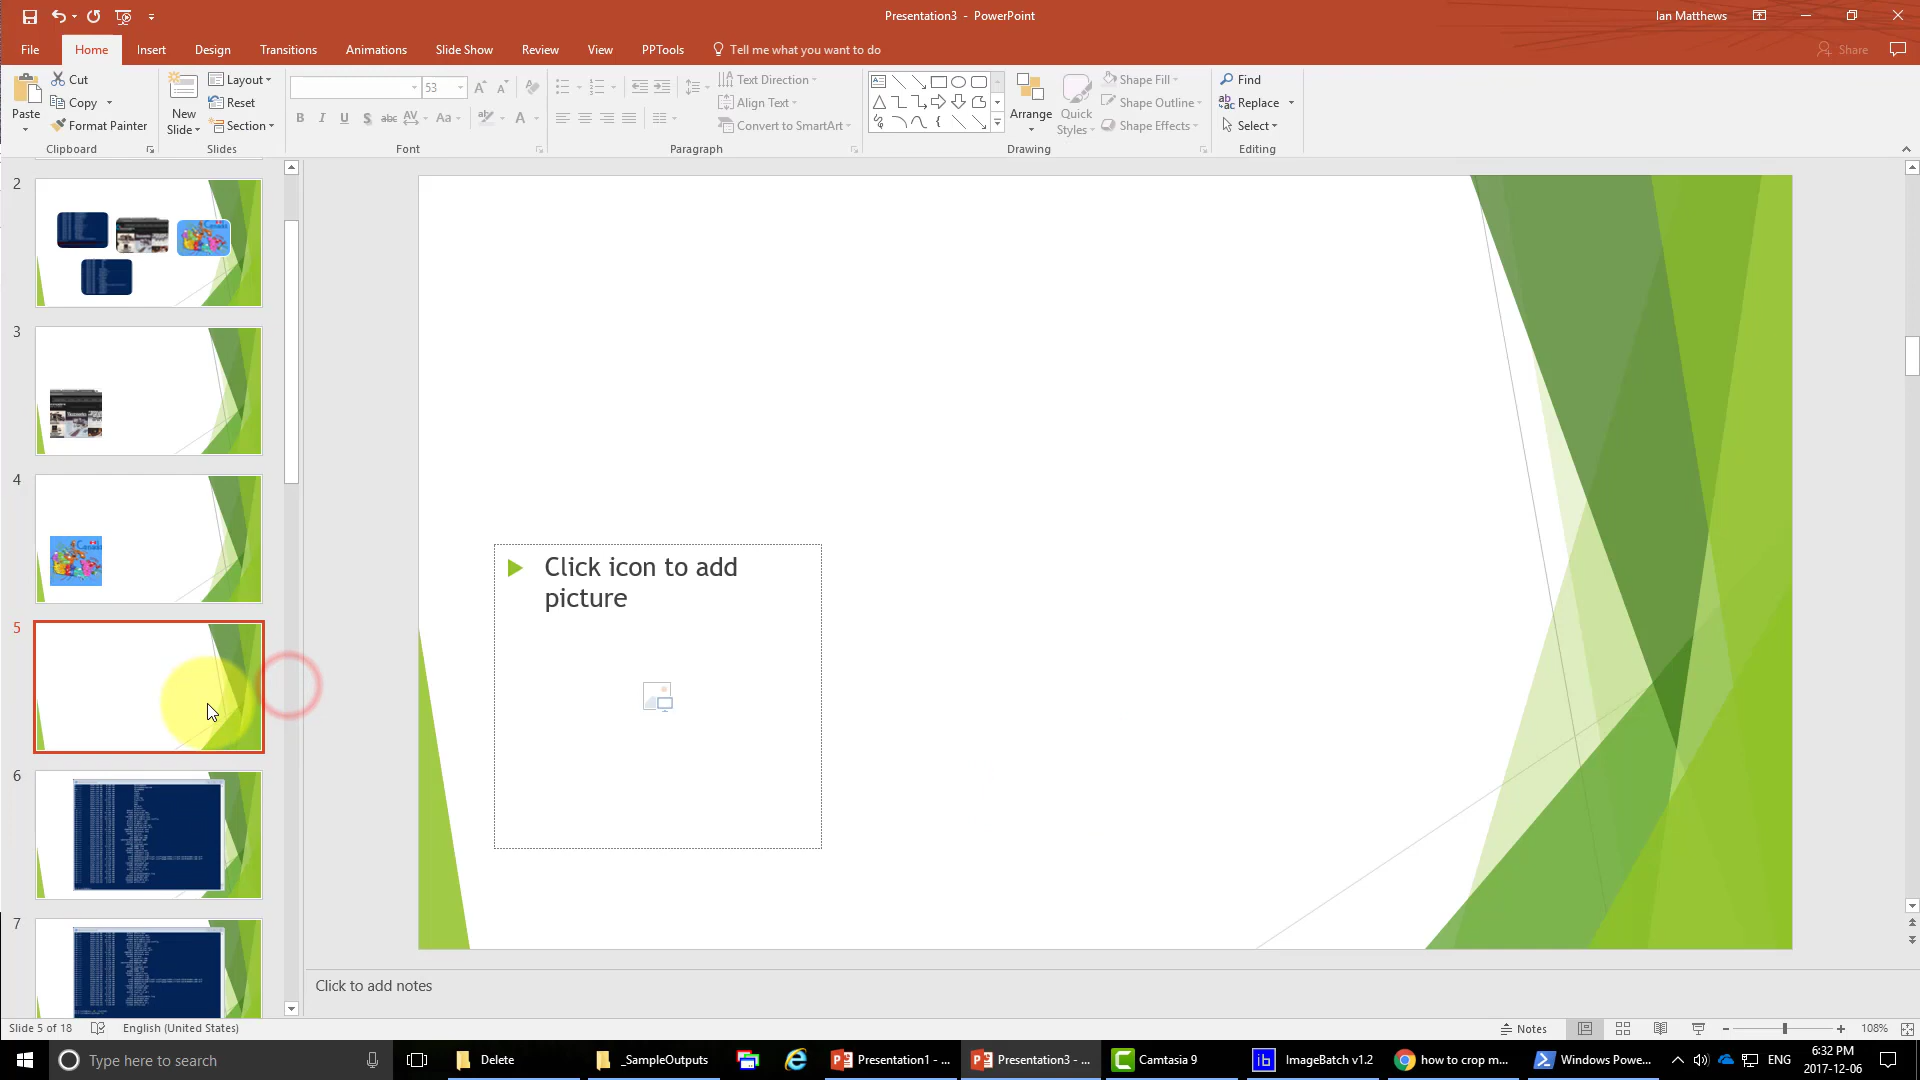 Presentation3 - PowerPoint
Ian Matthews
File
Home
Insert
Design
Transitions
Animations
Slide Show
Review
View
PPTools
Tell me what you want to do
Share
Paste
Cut
Copy
Format Painter
Clipboard
New
Slide
Layout
Reset
Section
Slides
53
B I U S abc AV Aa A
Font
Text Direction
Align Text
Convert to SmartArt
Paragraph
Arrange
Quick
Styles
Shape Fill
Shape Outline
Shape Effects
Drawing
Find
Replace
Select
Editing
2
3
4
5
6
7
Click icon to add
picture
Click to add notes
Slide 5 of 18
English (United States)
Notes
108%
Type here to search
Delete
_SampleOutputs
Presentation1 - ...
Presentation3 - ...
Camtasia 9
ImageBatch v1.2
how to crop m...
Windows Powe...
ENG
6:32 PM
2017-12-06